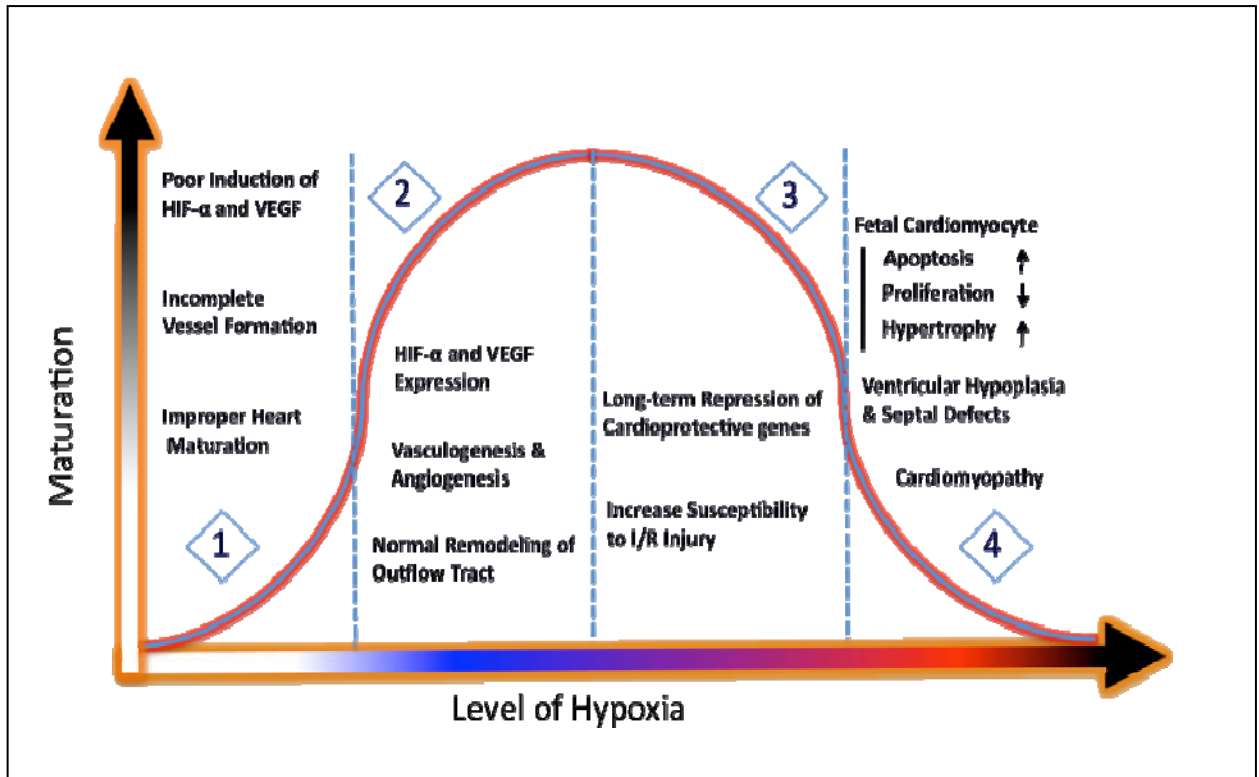 Maturation
Poor Induction of
HIF-α and VEGF
Incomplete
Vessel Formation
Improper Heart
Maturation
1
2
HIF-α and VEGF
Expression
Vasculogenesis &
Angiogenesis
Normal Remodeling of
Outflow Tract
3
Long-term Repression of
Cardioprotective genes
Increase Susceptibility
to I/R Injury
Fetal Cardiomyocyte
Apoptosis ↑
Proliferation ↓
Hypertrophy ↑
Ventricular Hypoplasia
& Septal Defects
Cardiomyopathy
4
Level of Hypoxia